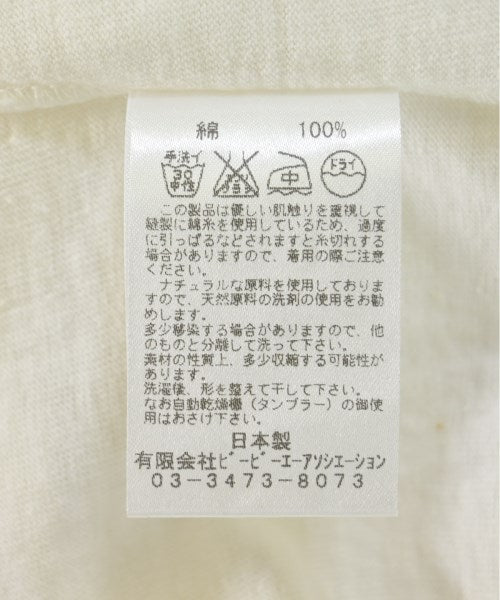 綿 100%
手洗イ
30
中性
エンソ
サラシ
中
ドライ
この製品は優しい肌触りを重視して
縫製に綿糸を使用しているため、過度
に引っぱるなどされますと糸切れする
場合がありますので、着用の際ご注意
ください。
ナチュラルな原料を使用しておりま
すので、天然原料の洗剤の使用をお勧
めします。
多少移染する場合がありますので、他
のものと分離して洗って下さい。
素材の性質上、多少収縮する可能性が
あります。
洗濯後、形を整えて干して下さい。
なお自動乾燥機（タンブラー）の御使
用はおさけ下さい。
日本製
有限会社ビービーエーアソシエーション
03-3473-8073